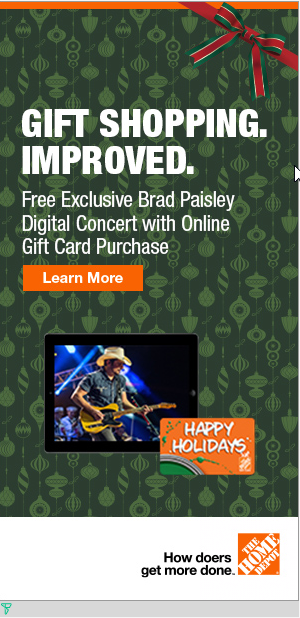 GIFT SHOPPING.
IMPROVED.
Free Exclusive Brad Paisley
Digital Concert with Online
Gift Card Purchase
Learn More
HAPPY
HOLIDAYS
How doers
get more done.
THE
HOME
DEPOT